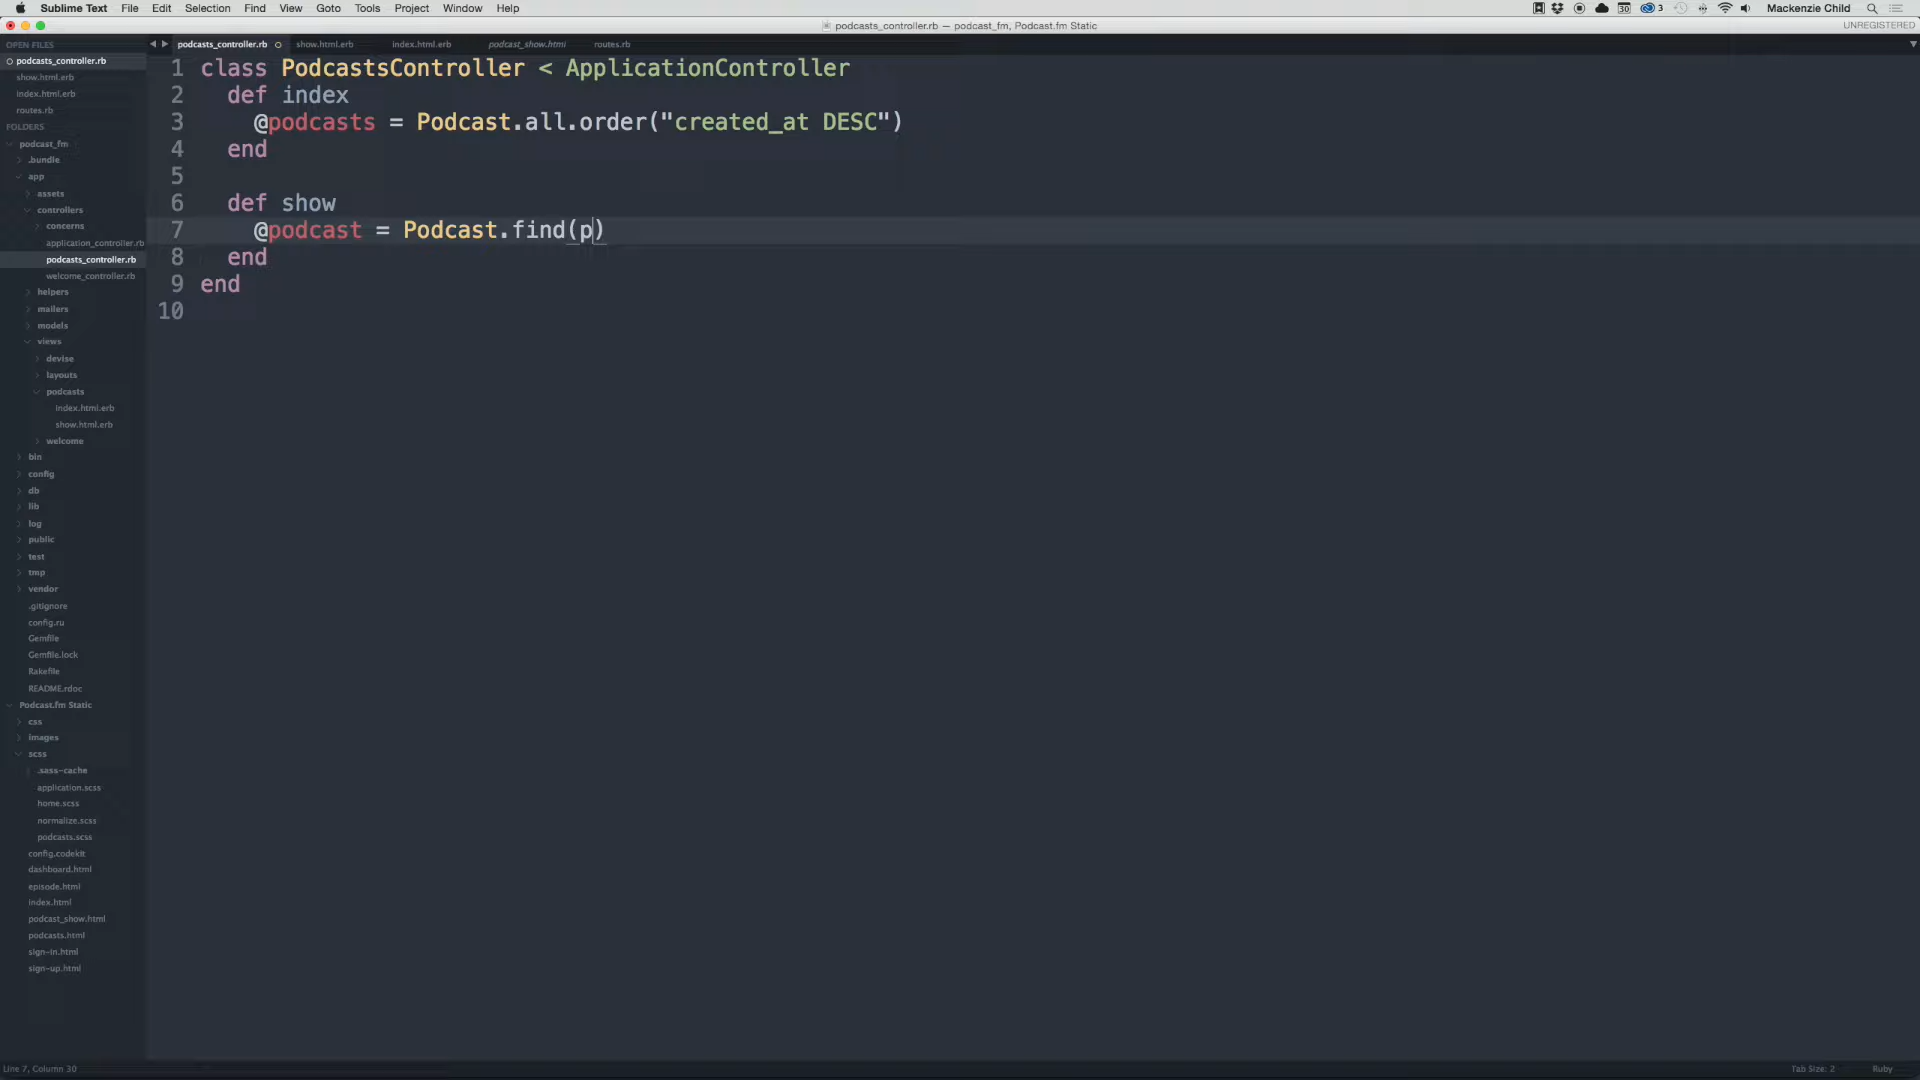 Sublime Text File Edit Selection Find View Goto Tools Project Window Help 30 3 Mackenzie Child
podcasts_controller.rb — podcast_fm, Podcast.fm Static UNREGISTERED
OPEN FILES
podcasts_controller.rb
show.html.erb
index.html.erb
routes.rb
FOLDERS
podcast_fm
.bundle
app
assets
controllers
concerns
application_controller.rb
podcasts_controller.rb
welcome_controller.rb
helpers
mailers
models
views
devise
layouts
podcasts
index.html.erb
show.html.erb
welcome
bin
config
db
lib
log
public
test
tmp
vendor
.gitignore
config.ru
Gemfile
Gemfile.lock
Rakefile
README.rdoc
Podcast.fm Static
css
images
scss
.sass-cache
application.scss
home.scss
normalize.scss
podcasts.scss
config.codekit
dashboard.html
episode.html
index.html
podcast_show.html
podcasts.html
sign-in.html
sign-up.html
podcasts_controller.rb show.html.erb index.html.erb podcast_show.html routes.rb
1 class PodcastsController < ApplicationController
2 def index
3 @podcasts = Podcast.all.order("created_at DESC")
4 end
5
6 def show
7 @podcast = Podcast.find(p)
8 end
9 end
10
Line 7, Column 30 Tab Size: 2 Ruby